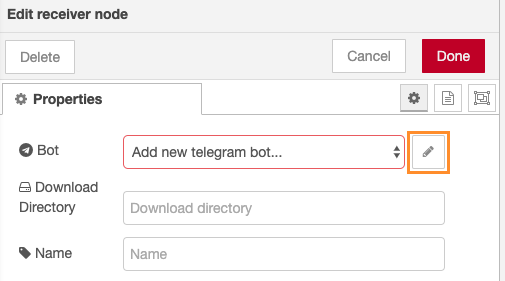 Edit receiver node
Delete
Cancel
Done
Properties
Bot
Add new telegram bot...
Download
Directory
Download directory
Name
Name